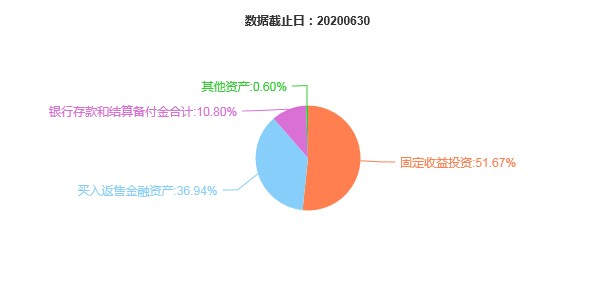 数据截止日：20200630
其他资产:0.60%
银行存款和结算备付金合计:10.80%
固定收益投资:51.67%
买入返售金融资产:36.94%